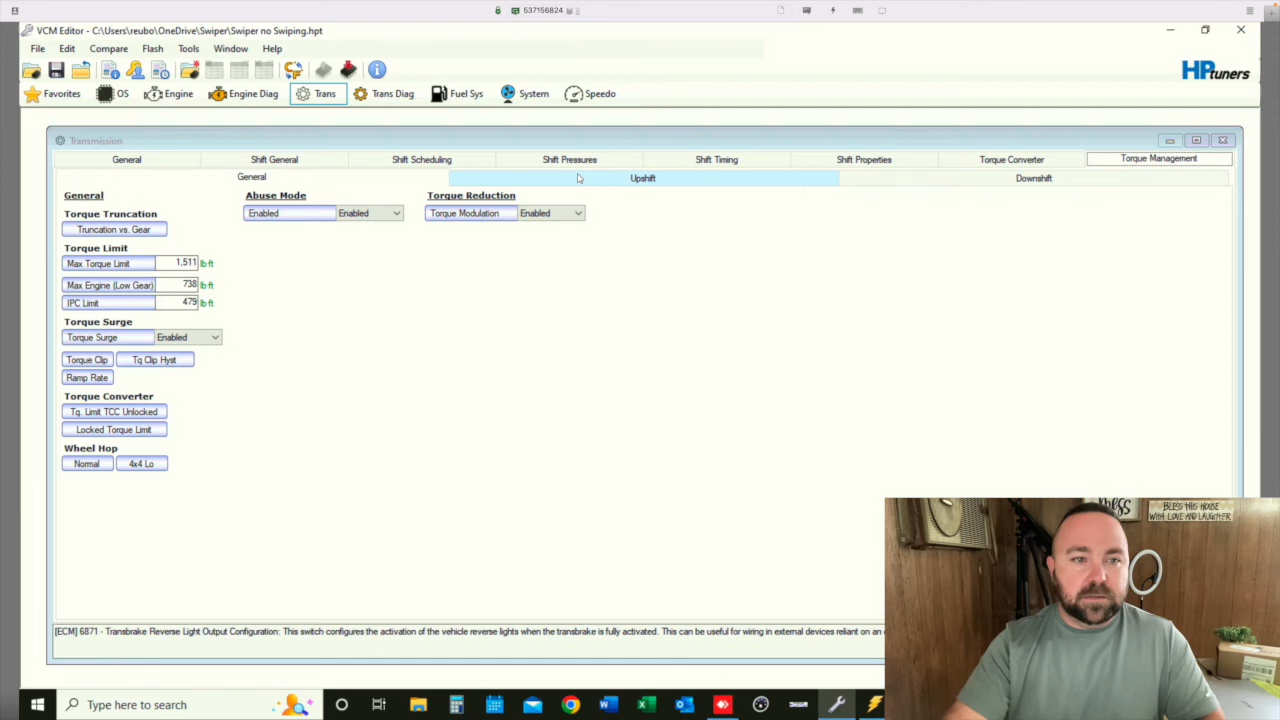 537156824
VCM Editor - C:\Users\reubo\OneDrive\Swiper\Swiper no Swiping.hpt
File Edit Compare Flash Tools Window Help
HPtuners
Favorites OS Engine Engine Diag Trans Trans Diag Fuel Sys System Speedo
Transmission
General Shift General Shift Scheduling Shift Pressures Shift Timing Shift Properties Torque Converter Torque Management
General Upshift Downshift
General Abuse Mode Torque Reduction
Enabled Enabled Torque Modulation Enabled
Torque Truncation
Truncation vs. Gear
Torque Limit
Max Torque Limit 1,511 lb·ft
Max Engine (Low Gear) 738 lb·ft
IPC Limit 479 lb·ft
Torque Surge
Torque Surge Enabled
Torque Clip Tq Clip Hyst
Ramp Rate
Torque Converter
Tq. Limit TCC Unlocked
Locked Torque Limit
Wheel Hop
Normal 4x4 Lo
[ECM] 6871 - Transbrake Reverse Light Output Configuration: This switch configures the activation of the vehicle reverse lights when the transbrake is fully activated. This can be useful for wiring in external devices reliant on an
BLESS THIS HOUSE
WITH LOVE AND LAUGHTER
Type here to search